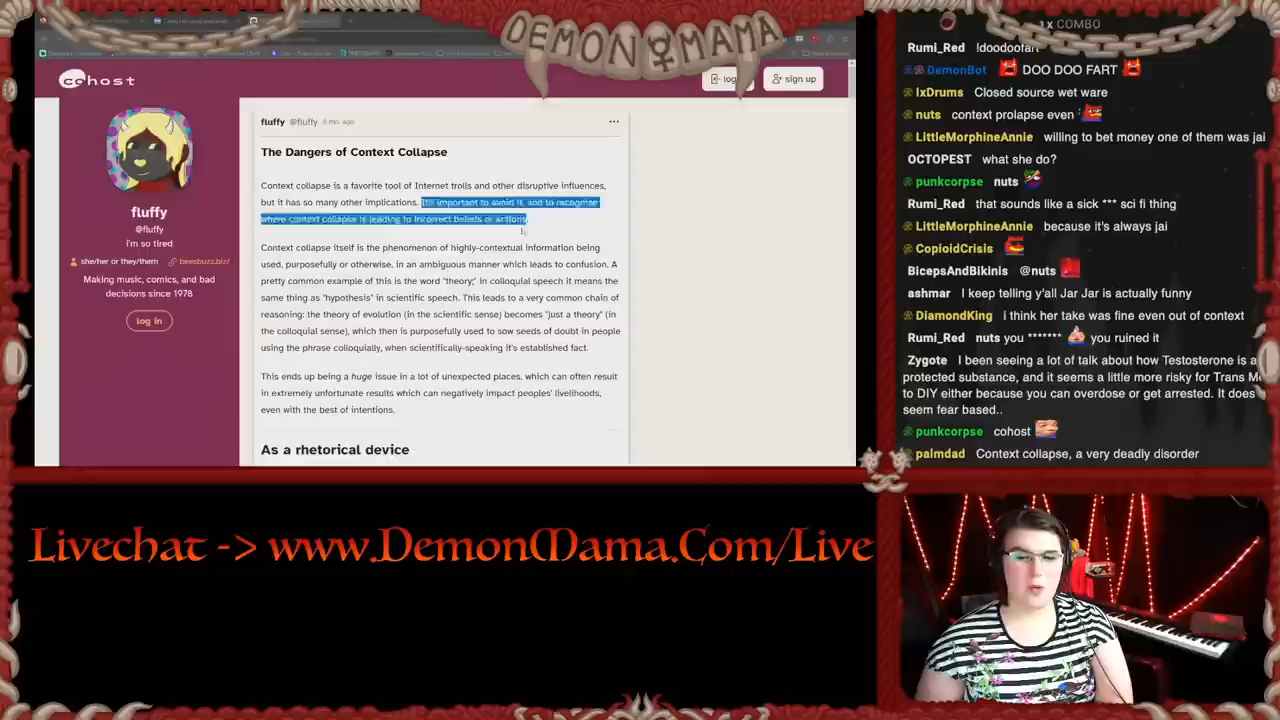 DEMON MAMA
cohost
log
sign up
fluffy
@fluffy
i'm so tired
she/her or they/them
beesbuzz.biz/
Making music, comics, and bad
decisions since 1978
log in
fluffy @fluffy 3 mo. ago
The Dangers of Context Collapse
Context collapse is a favorite tool of Internet trolls and other disruptive influences,
but it has so many other implications. It's important to avoid it, and to recognize
where context collapse is leading to incorrect beliefs or actions.
Context collapse itself is the phenomenon of highly-contextual information being
used, purposefully or otherwise, in an ambiguous manner which leads to confusion. A
pretty common example of this is the word "theory;" in colloquial speech it means the
same thing as "hypothesis" in scientific speech. This leads to a very common chain of
reasoning: the theory of evolution (in the scientific sense) becomes "just a theory" (in
the colloquial sense), which then is purposefully used to sow seeds of doubt in people
using the phrase colloquially, when scientifically-speaking it's established fact.
This ends up being a huge issue in a lot of unexpected places, which can often result
in extremely unfortunate results which can negatively impact peoples' livelihoods,
even with the best of intentions.
As a rhetorical device
1x COMBO
Rumi_Red !doodoofart
DemonBot DOO DOO FART
lxDrums Closed source wet ware
nuts context prolapse even
LittleMorphineAnnie willing to bet money one of them was jai
OCTOPEST what she do?
punkcorpse nuts
Rumi_Red that sounds like a sick *** sci fi thing
LittleMorphineAnnie because it's always jai
CopioidCrisis
BicepsAndBikinis @nuts
ashmar I keep telling y'all Jar Jar is actually funny
DiamondKing i think her take was fine even out of context
Rumi_Red nuts you ******* you ruined it
Zygote I been seeing a lot of talk about how Testosterone is a
protected substance, and it seems a little more risky for Trans M
to DIY either because you can overdose or get arrested. It does
seem fear based..
punkcorpse cohost
palmdad Context collapse, a very deadly disorder
Livechat -> www.DemonMama.Com/Live